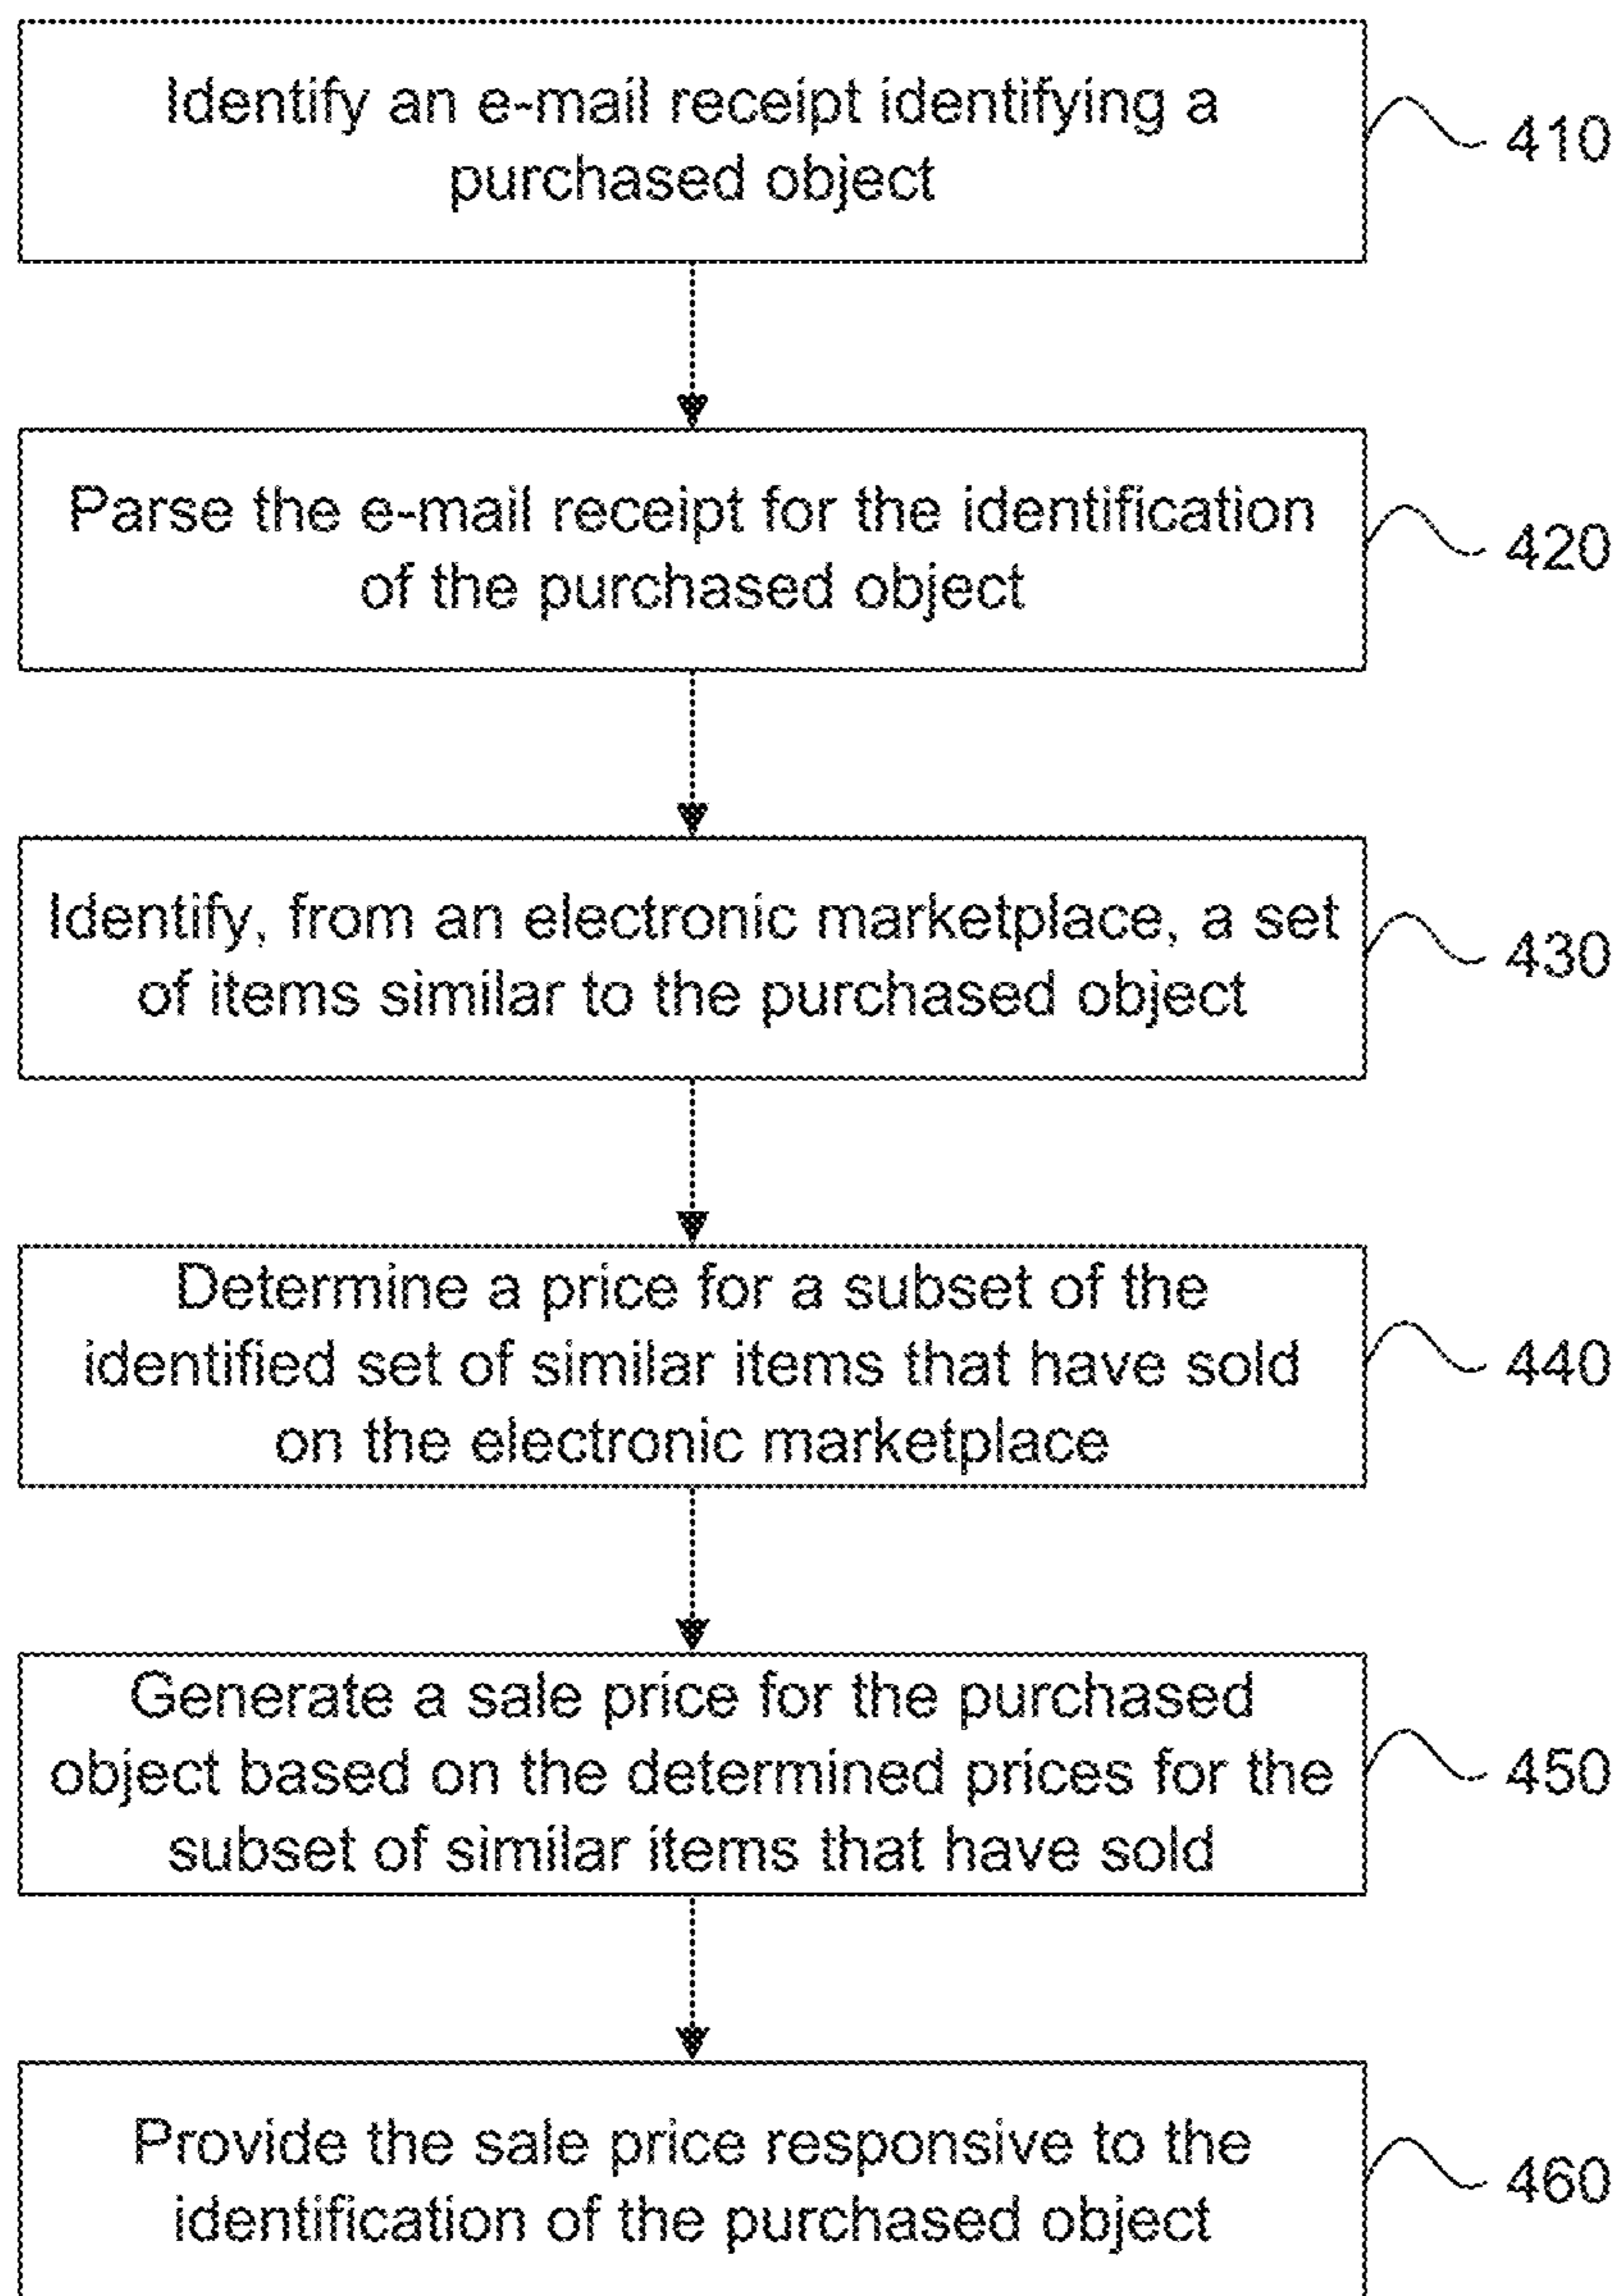 Identify an e-mail receipt identifying a
purchased object
410
Parse the e-mail receipt for the identification
of the purchased object
420
Identify, from an electronic marketplace, a set
of items similar to the purchased object
430
Determine a price for a subset of the
identified set of similar items that have sold
on the electronic marketplace
440
Generate a sale price for the purchased
object based on the determined prices for the
subset of similar items that have sold
450
Provide the sale price responsive to the
identification of the purchased object
460